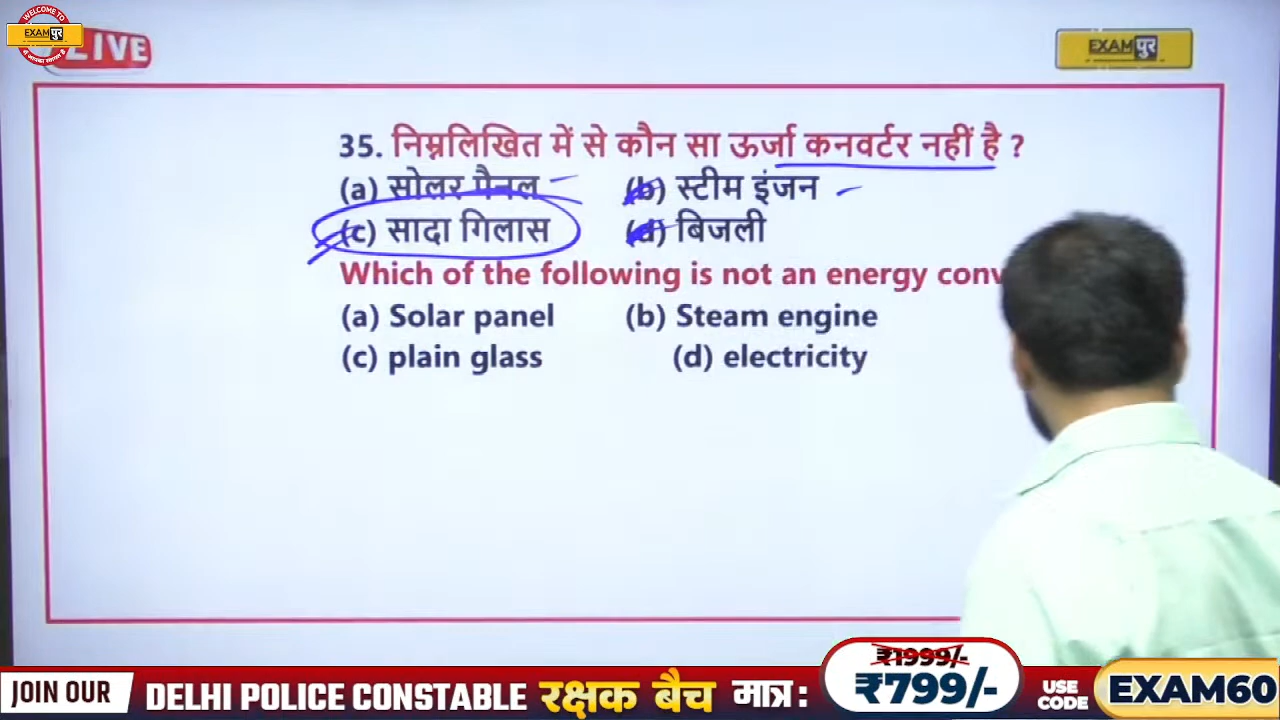 WELCOME TO
EXAM पुर
LIVE
EXAM पुर
35. निम्नलिखित में से कौन सा ऊर्जा कनवर्टर नहीं है ?
(a) सोलर पैनल (b) स्टीम इंजन
(c) सादा गिलास (d) बिजली
Which of the following is not an energy conv
(a) Solar panel (b) Steam engine
(c) plain glass (d) electricity
JOIN OUR DELHI POLICE CONSTABLE रक्षक बैच मात्र : ₹1999/- ₹799/- USE CODE EXAM60